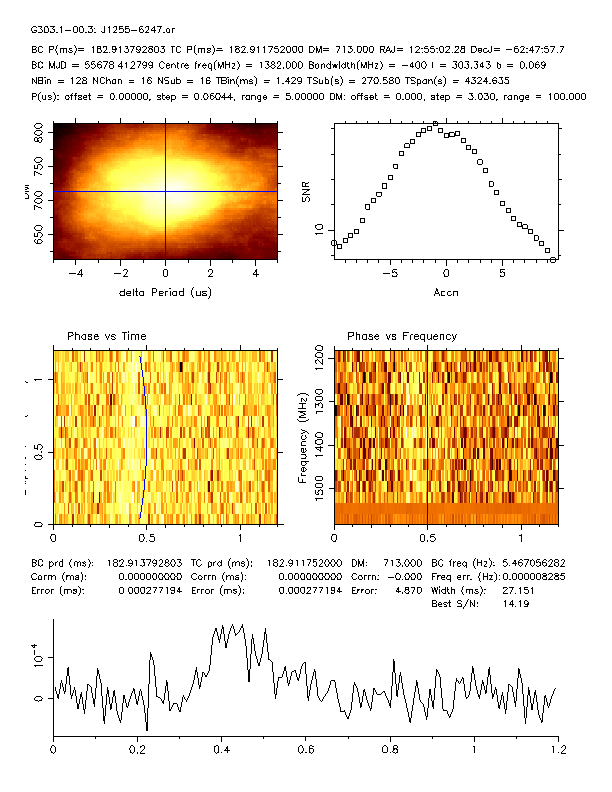 G303.1-00.3: J1255-6247.ar
BC P(ms)= 182.913792803 TC P(ms)= 182.911752000 DM= 713.000 RAJ= 12:55:02.28 DecJ= -62:47:57.7
BC MJD = 55678.412799 Centre freq(MHz) = 1382.000 Bandwidth(MHz) = -400 l = 303.343 b = 0.069
NBin = 128 NChan = 16 NSub = 16 TBin(ms) = 1.429 TSub(s) = 270.580 TSpan(s) = 4324.635
P(us): offset = 0.00000, step = 0.06044, range = 5.00000 DM: offset = 0.000, step = 3.030, range = 100.000
800
750
700
650
DM
-4 -2 0 2 4
delta Period (us)
SNR
10
-5 0 5
Accn
Phase vs Time
1
0.5
0
0 0.5 1
Phase vs Frequency
Frequency (MHz)
1200
1300
1400
1500
0 0.5 1
BC prd (ms): 182.913792803 TC prd (ms): 182.911752000 DM: 713.000 BC freq (Hz): 5.467056282
Corrn (ms): 0.000000000 Corrn (ms): 0.000000000 Corrn: -0.000 Freq err. (Hz): 0.000008285
Error (ms): 0.000277194 Error (ms): 0.000277194 Error: 4.870 Width (ms): 27.151
Best S/N: 14.19
10-4
0
0 0.2 0.4 0.6 0.8 1 1.2